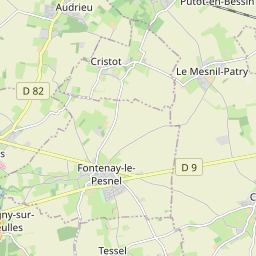 Audrieu
Putot-en-Bessin
Cristot
Le Mesnil-Patry
D 82
D 9
Fontenay-le-
Pesnel
gny-sur-
eulles
Tessel